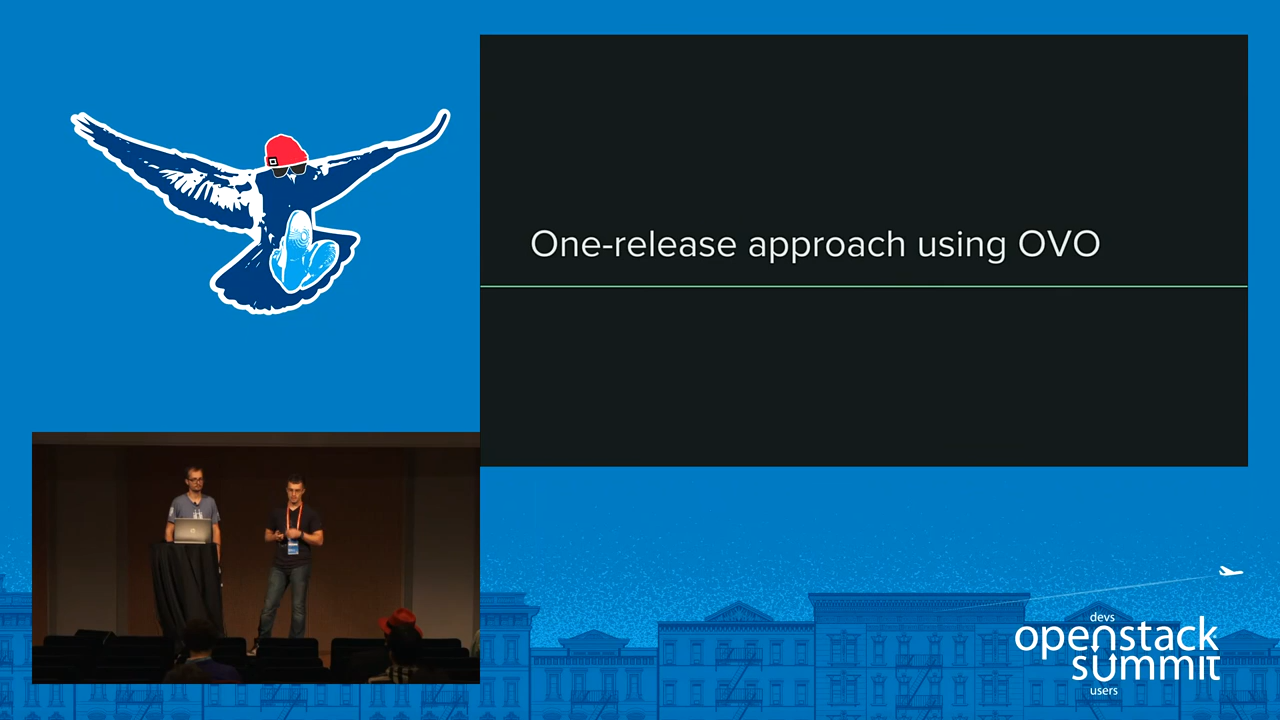 One-release approach using OVO
devs
openstack
summit
users